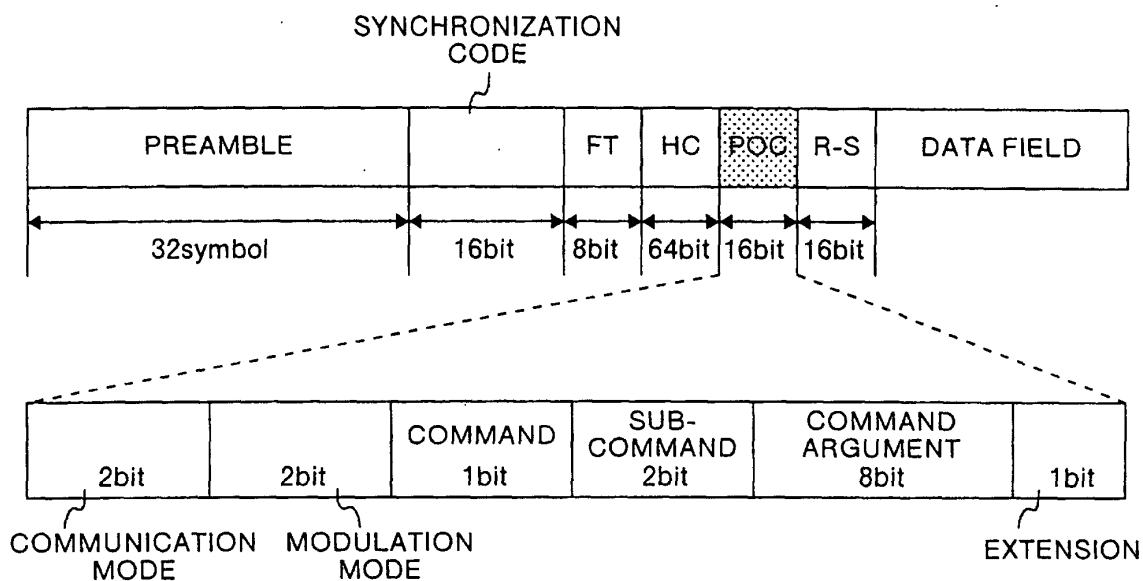 SYNCHRONIZATION
CODE
PREAMBLE FT HC POC R-S DATA FIELD
32symbol 16bit 8bit 64bit 16bit 16bit
COMMAND SUB-
COMMAND COMMAND
ARGUMENT
2bit 2bit 1bit 2bit 8bit 1bit
COMMUNICATION
MODE MODULATION
MODE EXTENSION